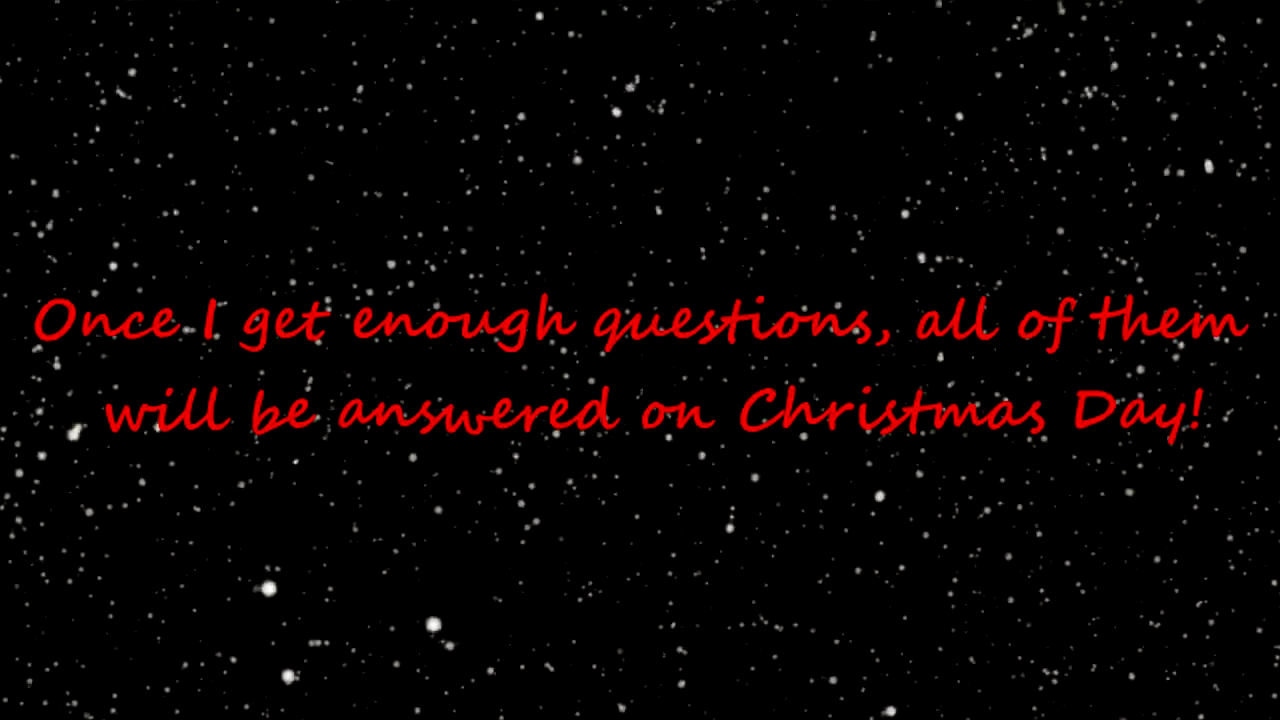 Once I get enough questions, all of them
will be answered on Christmas Day!